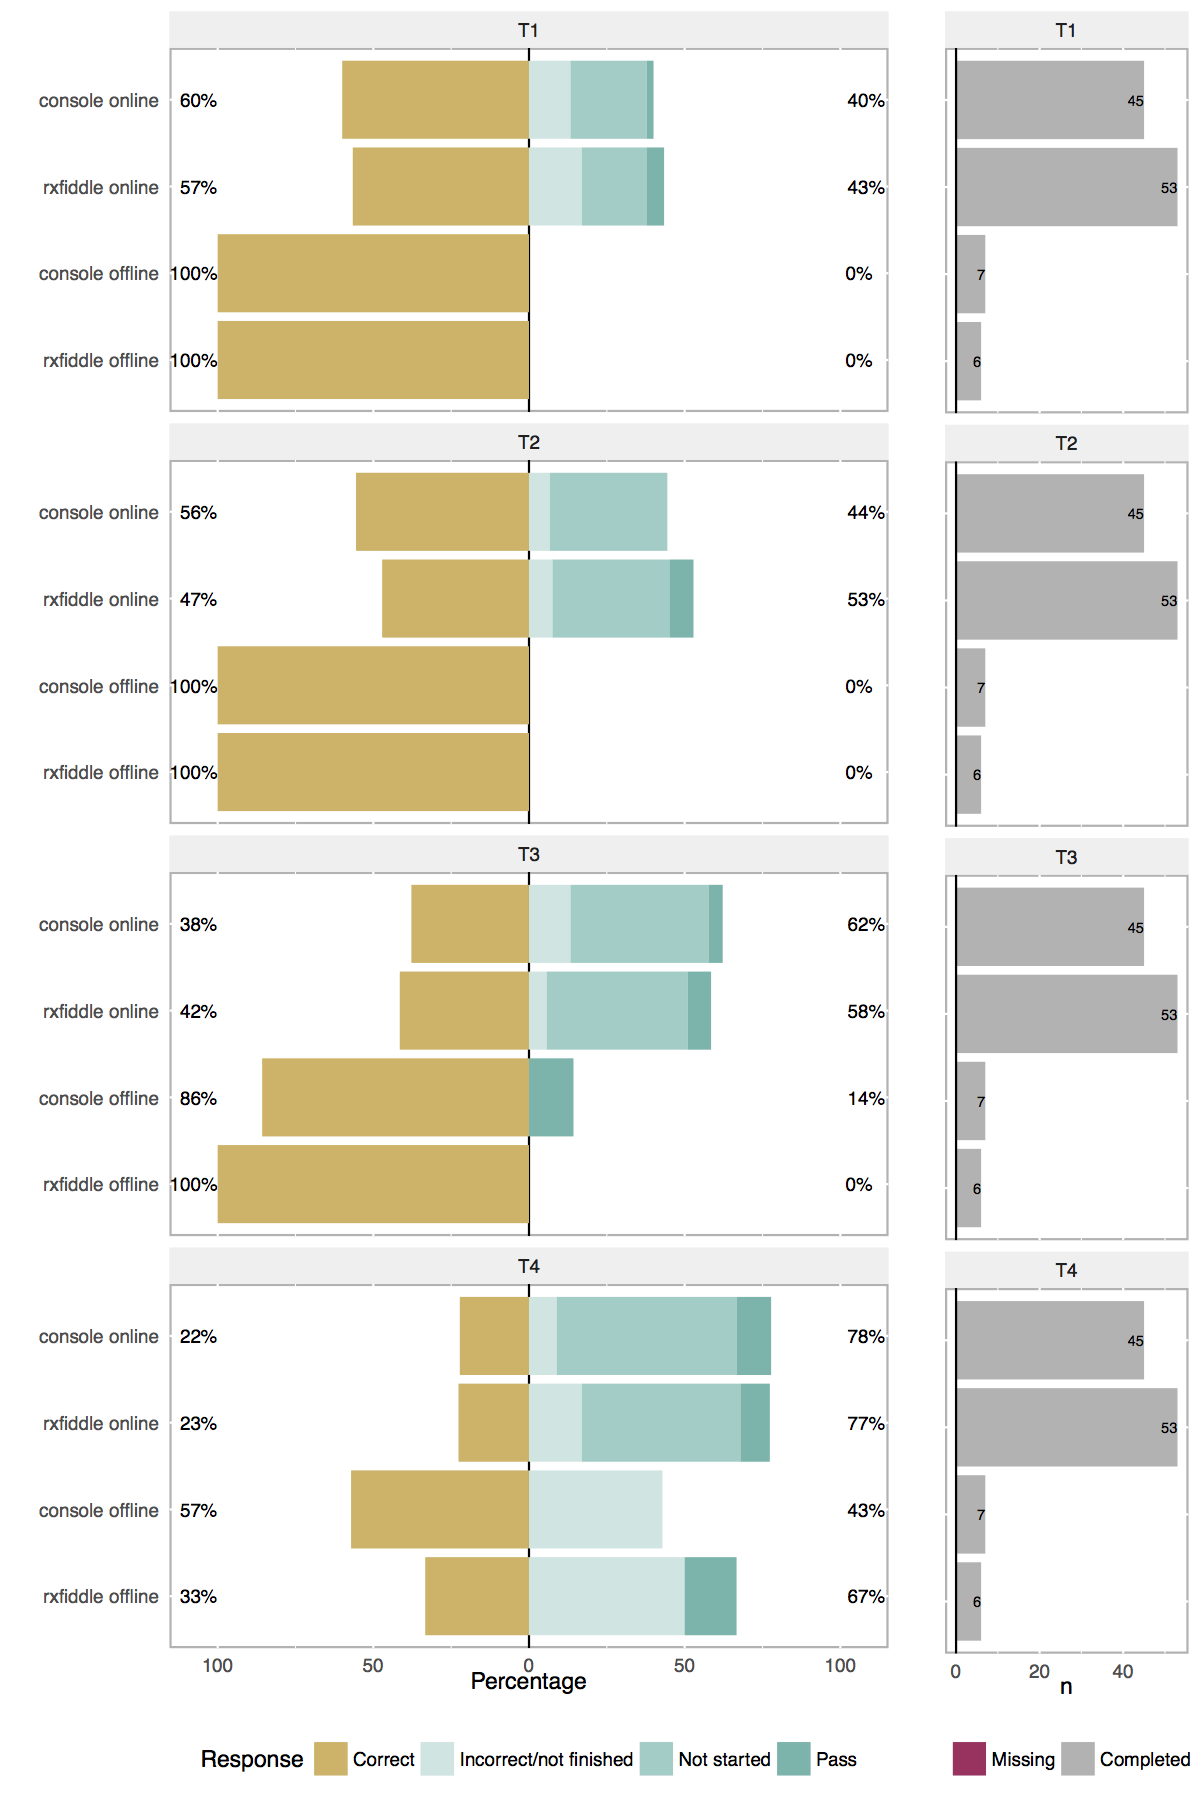 T1 T1
console online 60% 40% 45
rxfiddle online 57% 43% 53
console offline 100% 0% 7
rxfiddle offline 100% 0% 6
T2 T2
console online 56% 44% 45
rxfiddle online 47% 53% 53
console offline 100% 0% 7
rxfiddle offline 100% 0% 6
T3 T3
console online 38% 62% 45
rxfiddle online 42% 58% 53
console offline 86% 14% 7
rxfiddle offline 100% 0% 6
T4 T4
console online 22% 78% 45
rxfiddle online 23% 77% 53
console offline 57% 43% 7
rxfiddle offline 33% 67% 6
100 50 0 50 100 0 20 40
Percentage n
Response Correct Incorrect/not finished Not started Pass Missing Completed